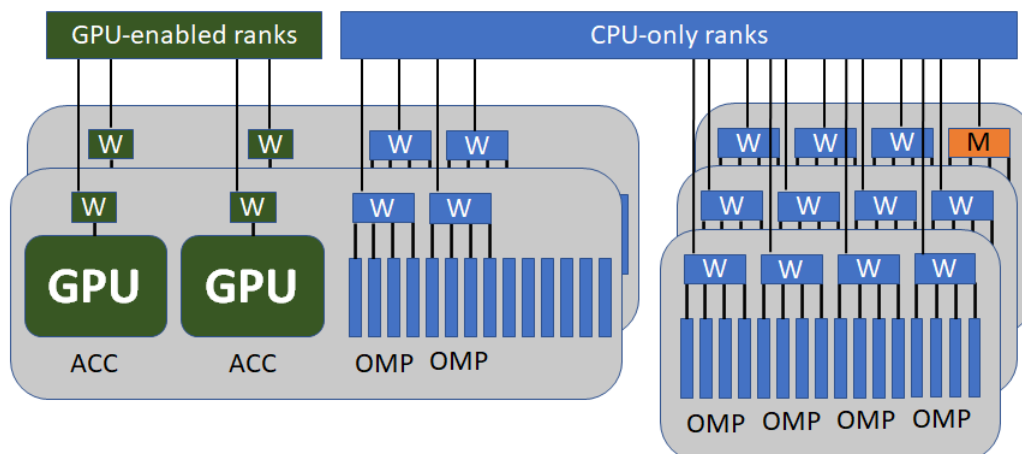 GPU-enabled ranks
CPU-only ranks
W W W W W W W M
W W W W W W W W
W W W W
GPU GPU
ACC ACC OMP OMP
OMP OMP OMP OMP